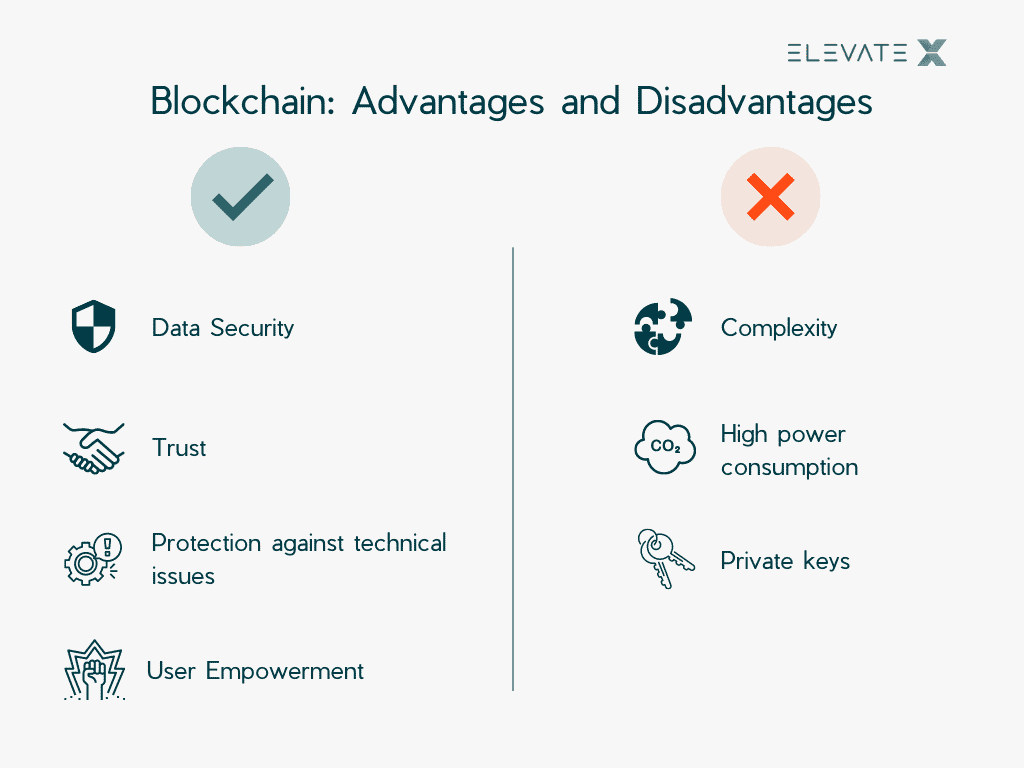 ELEVATE X
Blockchain: Advantages and Disadvantages
Data Security
Trust
Protection against technical
issues
User Empowerment
Complexity
CO₂
High power
consumption
Private keys